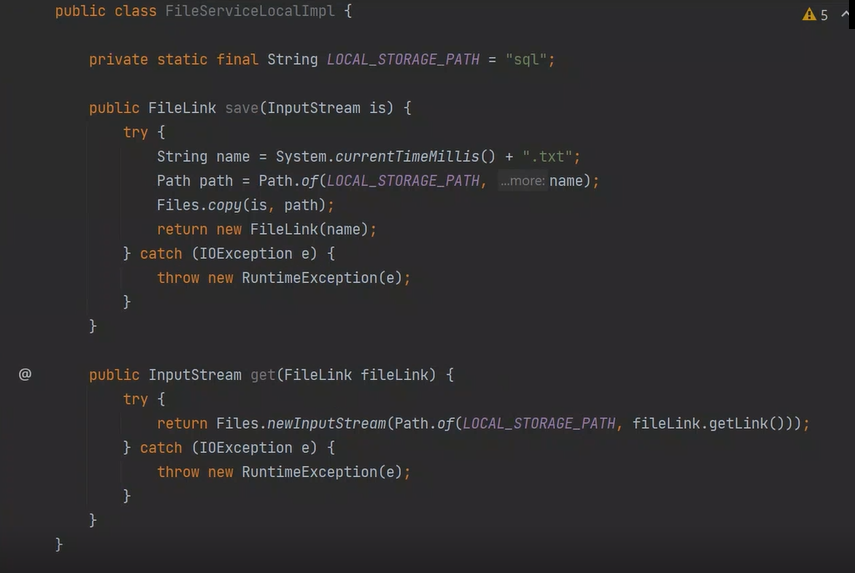 public class FileServiceLocalImpl {
5
private static final String LOCAL_STORAGE_PATH = "sql";
public FileLink save(InputStream is) {
try {
String name = System.currentTimeMillis() + ".txt";
Path path = Path.of(LOCAL_STORAGE_PATH, ...more: name);
Files.copy(is, path);
return new FileLink(name);
} catch (IOException e) {
throw new RuntimeException(e);
}
}
@ public InputStream get(FileLink fileLink) {
try {
return Files.newInputStream(Path.of(LOCAL_STORAGE_PATH, fileLink.getLink()));
} catch (IOException e) {
throw new RuntimeException(e);
}
}
}